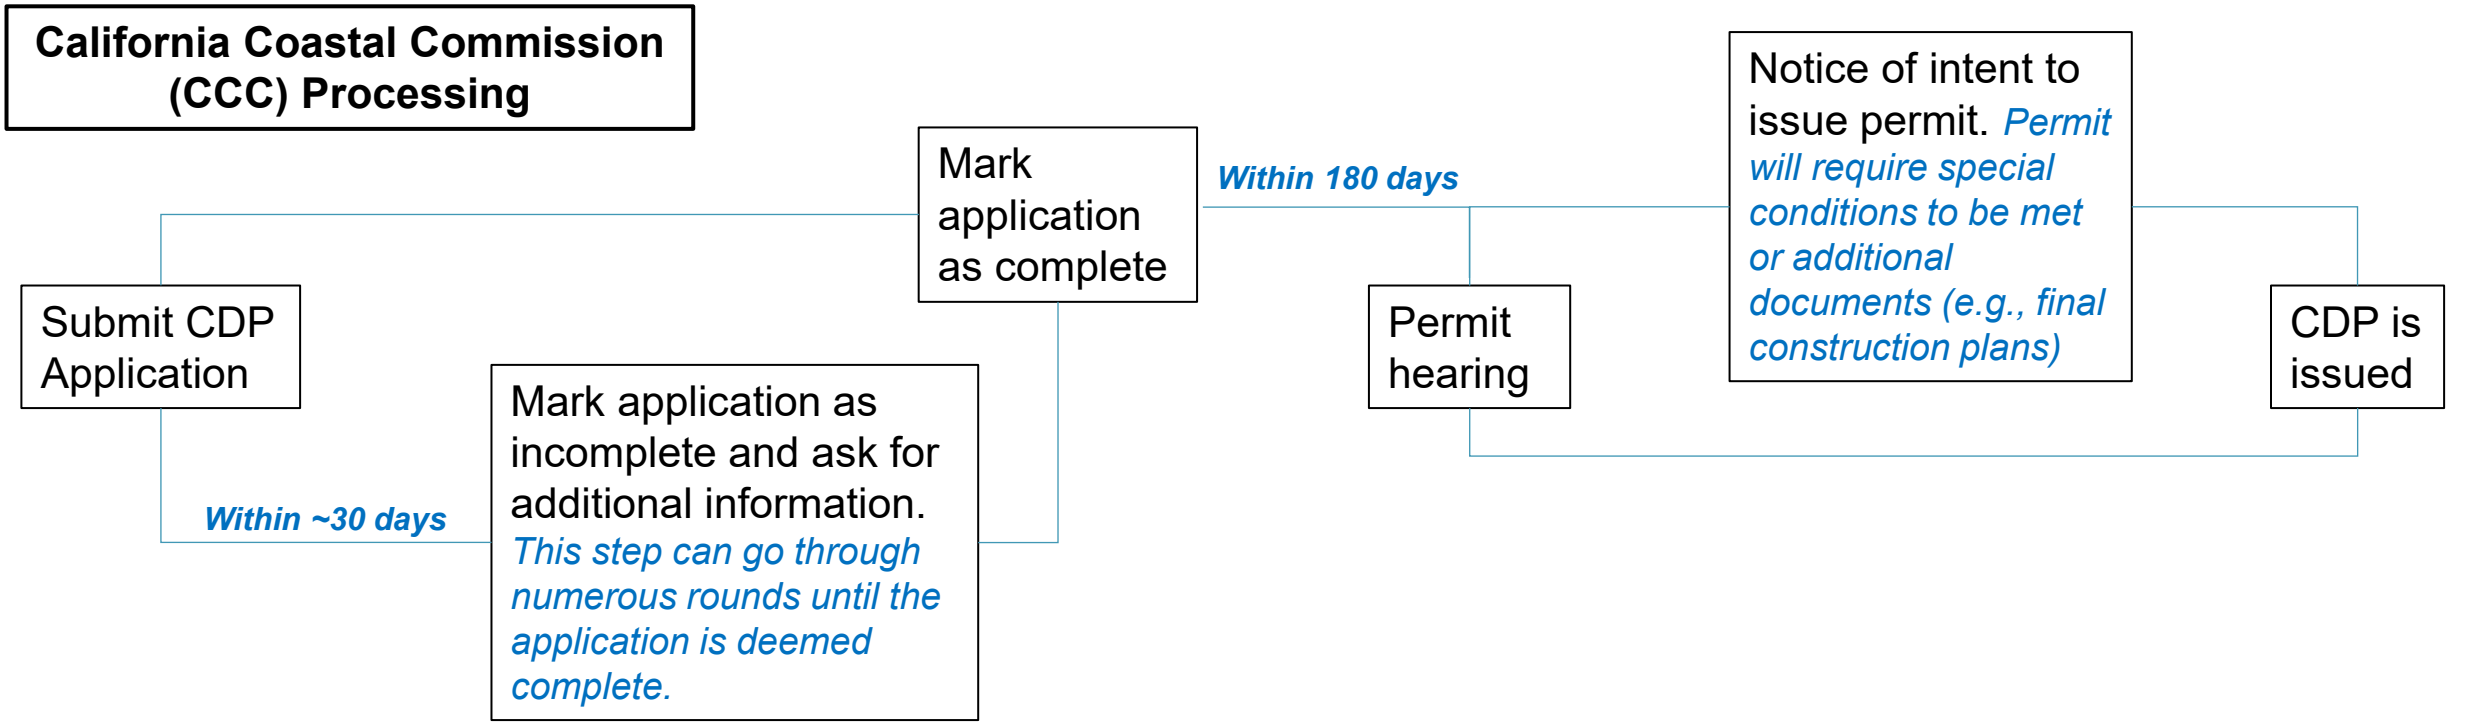 California Coastal Commission
(CCC) Processing
Submit CDP
Application
Within ~30 days
Mark application as
incomplete and ask for
additional information.
This step can go through
numerous rounds until the
application is deemed
complete.
Mark
application
as complete
Within 180 days
Permit
hearing
Notice of intent to
issue permit. Permit
will require special
conditions to be met
or additional
documents (e.g., final
construction plans)
CDP is
issued